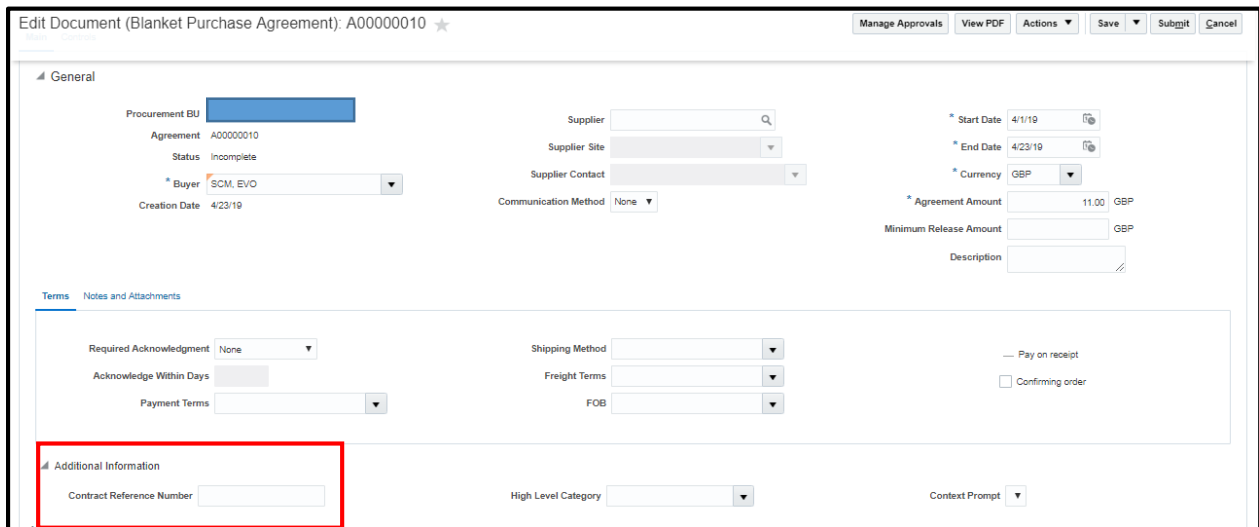 Edit Document (Blanket Purchase Agreement): A00000010
Manage Approvals View PDF Actions Save Submit Cancel
Main Controls
General
Procurement BU
Agreement A00000010
Status Incomplete
* Buyer SCM, EVO
Creation Date 4/23/19
Supplier
Supplier Site
Supplier Contact
Communication Method None
* Start Date 4/1/19
* End Date 4/23/19
* Currency GBP
* Agreement Amount 11.00 GBP
Minimum Release Amount GBP
Description
Terms Notes and Attachments
Required Acknowledgment None
Acknowledge Within Days
Payment Terms
Shipping Method
Freight Terms
FOB
— Pay on receipt
Confirming order
Additional Information
Contract Reference Number High Level Category Context Prompt